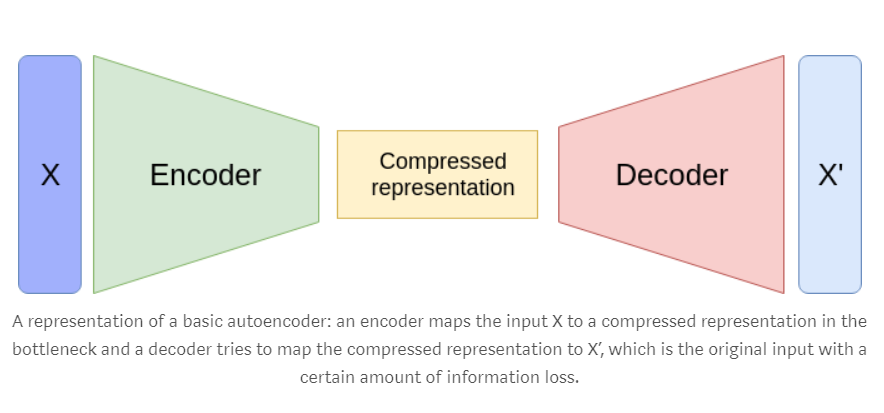 X
Encoder
Compressed
representation
Decoder
X'
A representation of a basic autoencoder: an encoder maps the input X to a compressed representation in the
bottleneck and a decoder tries to map the compressed representation to X’, which is the original input with a
certain amount of information loss.